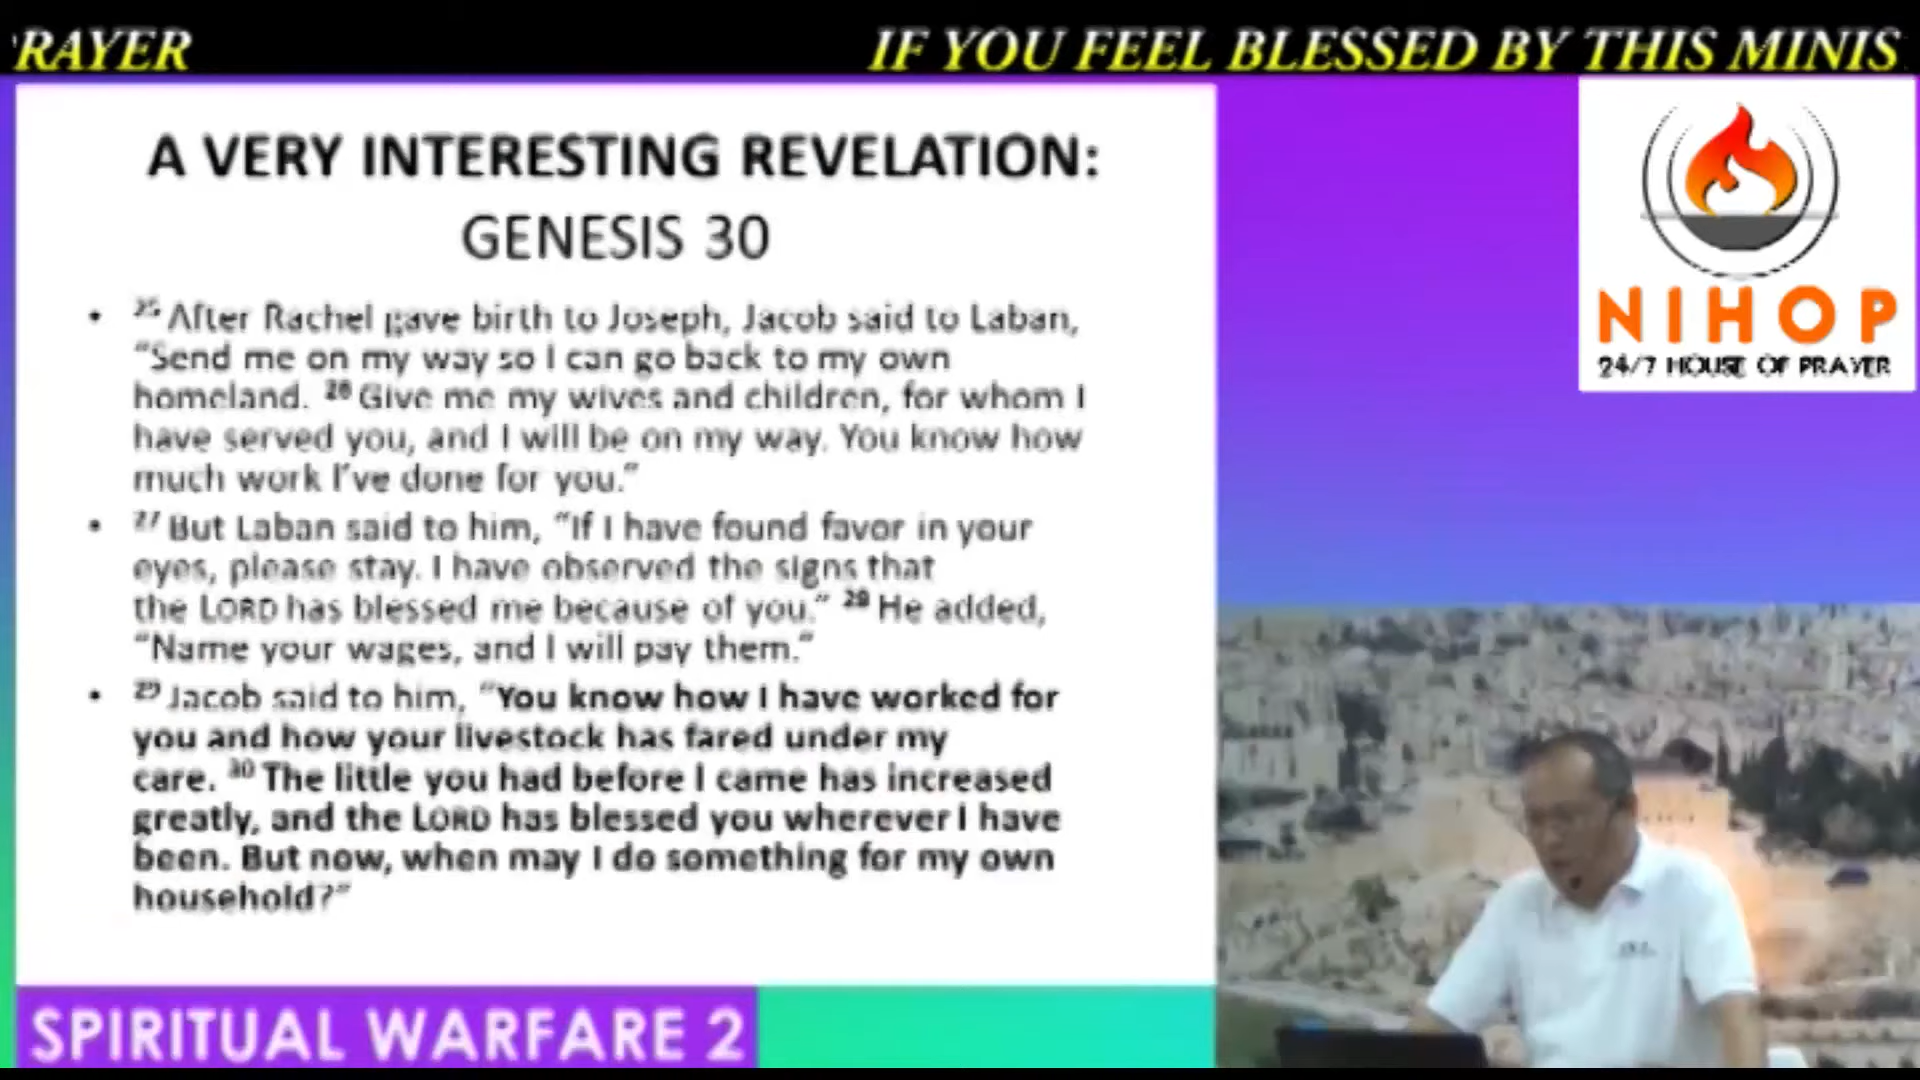 RAYER IF YOU FEEL BLESSED BY THIS MINIS
NIHOP
24/7 HOUSE OF PRAYER
A VERY INTERESTING REVELATION:
GENESIS 30
• 25 After Rachel gave birth to Joseph, Jacob said to Laban,
“Send me on my way so I can go back to my own
homeland. 26 Give me my wives and children, for whom I
have served you, and I will be on my way. You know how
much work I’ve done for you.”
• 27 But Laban said to him, “If I have found favor in your
eyes, please stay. I have observed the signs that
the LORD has blessed me because of you.” 28 He added,
“Name your wages, and I will pay them.”
• 29 Jacob said to him, “You know how I have worked for
you and how your livestock has fared under my
care. 30 The little you had before I came has increased
greatly, and the LORD has blessed you wherever I have
been. But now, when may I do something for my own
household?”
SPIRITUAL WARFARE 2